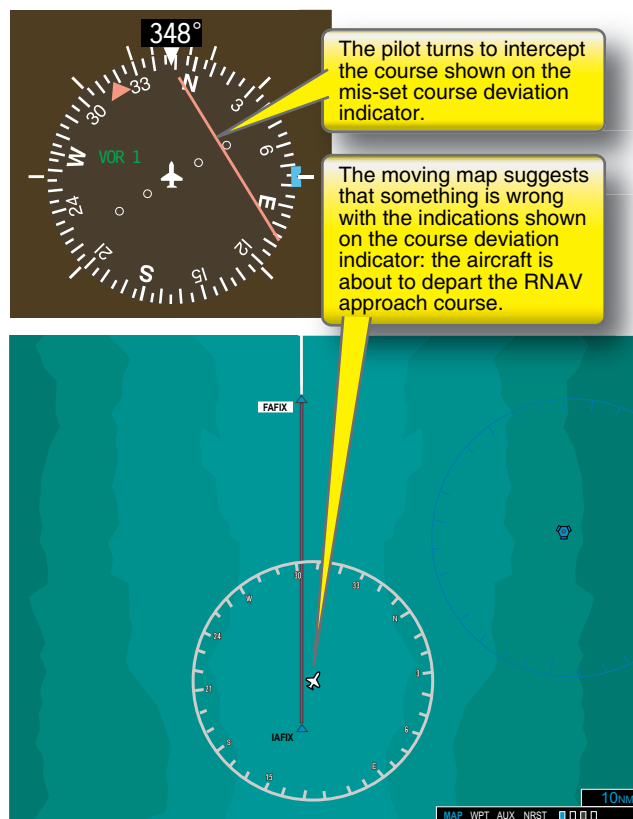 348°
The pilot turns to intercept
the course shown on the
mis-set course deviation
indicator.
N
3
6
E
12
15
S
21
24
W
30
33
VOR 1
The moving map suggests
that something is wrong
with the indications shown
on the course deviation
indicator: the aircraft is
about to depart the RNAV
approach course.
FAFIX
30
33
N
3
6
E
15
S
21
24
W
IAFIX
10NM
MAP WPT AUX NRST